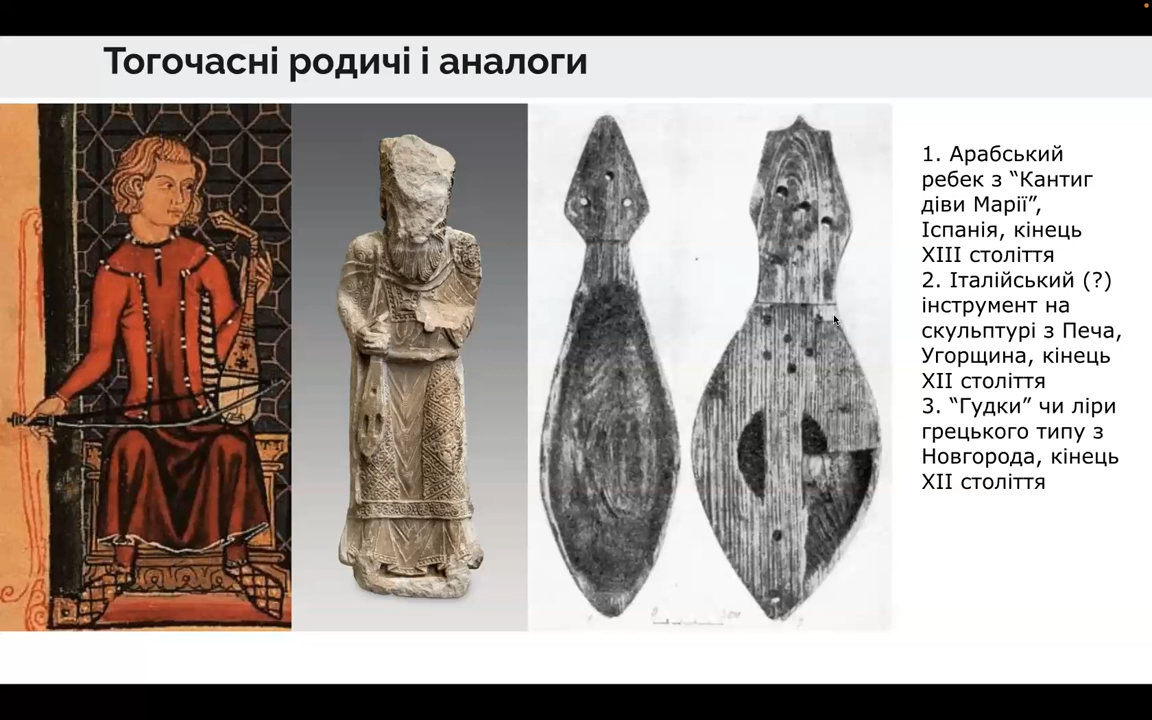 Тогочасні родичі і аналоги
1. Арабський
ребек з “Кантиг
діви Марії”,
Іспанія, кінець
XIII століття
2. Італійський (?)
інструмент на
скульптурі з Печа,
Угорщина, кінець
XII століття
3. “Гудки” чи ліри
грецького типу з
Новгорода, кінець
XII століття